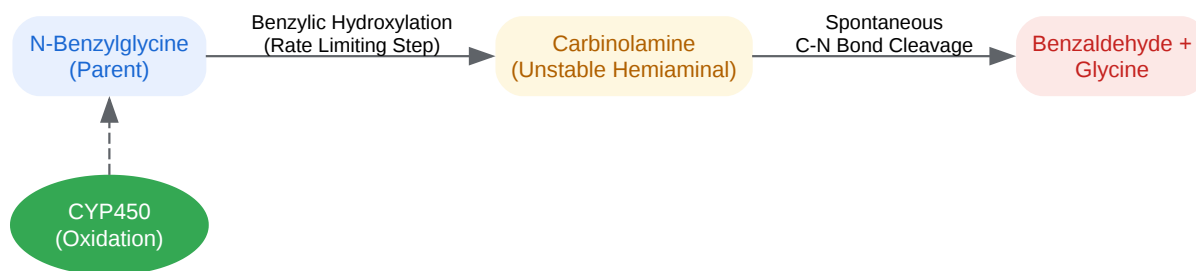 N-Benzylglycine
(Parent)
Benzylic Hydroxylation
(Rate Limiting Step)
Carbinolamine
(Unstable Hemiaminal)
Spontaneous
C-N Bond Cleavage
Benzaldehyde +
Glycine
CYP450
(Oxidation)